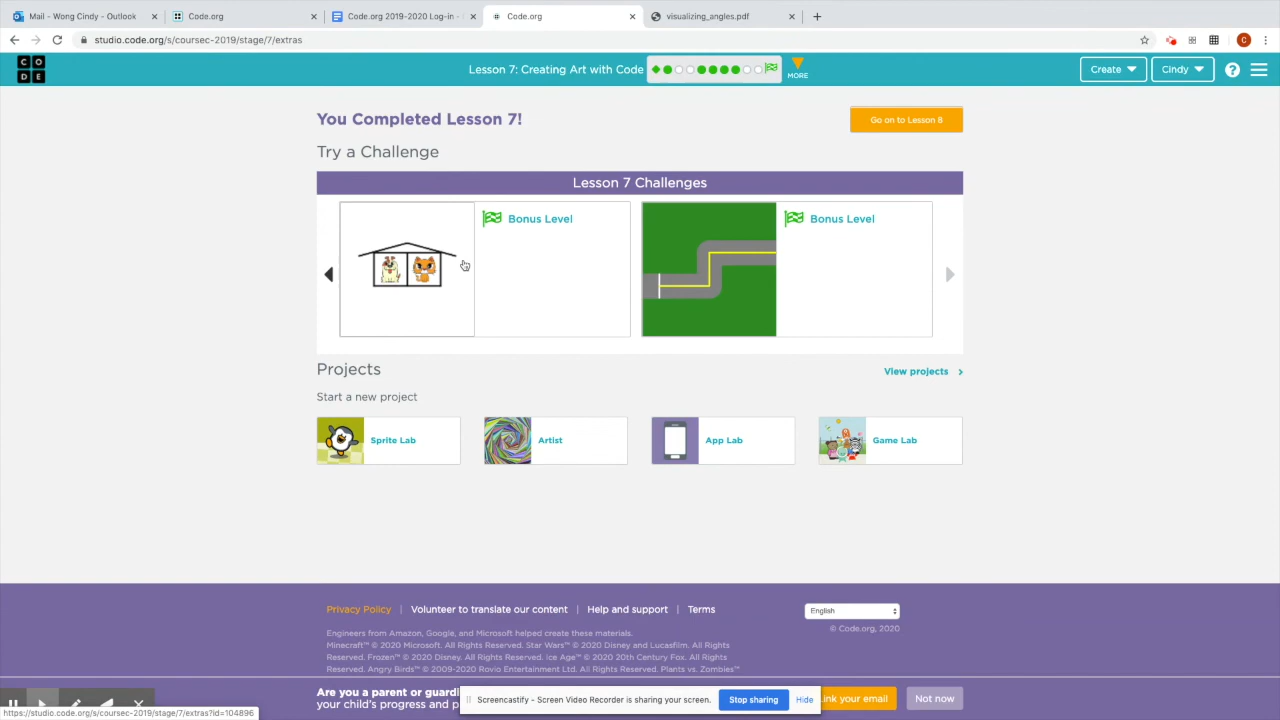 Mail - Wong Cindy - Outlook
Code.org
Code.org 2019-2020 Log-in -
Code.org
visualizing_angles.pdf
studio.code.org/s/coursec-2019/stage/7/extras
C
CO
DE
Lesson 7: Creating Art with Code
MORE
Create
Cindy
?
You Completed Lesson 7!
Go on to Lesson 8
Try a Challenge
Lesson 7 Challenges
Bonus Level
Bonus Level
Projects
View projects
Start a new project
Sprite Lab
Artist
App Lab
Game Lab
Privacy Policy | Volunteer to translate our content | Help and support | Terms
English
© Code.org, 2020
Engineers from Amazon, Google, and Microsoft helped create these materials.
Minecraft™ © 2020 Microsoft. All Rights Reserved. Star Wars™ © 2020 Disney and Lucasfilm. All Rights
Reserved. Frozen™ © 2020 Disney. All Rights Reserved. Ice Age™ © 2020 20th Century Fox. All Rights
Reserved. Angry Birds™ © 2009-2020 Rovio Entertainment Ltd. All Rights Reserved. Plants vs. Zombies™
Are you a parent or guardi
your child's progress and p
Screencastify - Screen Video Recorder is sharing your screen.
Stop sharing
Hide
ink your email
Not now
https://studio.code.org/s/coursec-2019/stage/7/extras?id=104896